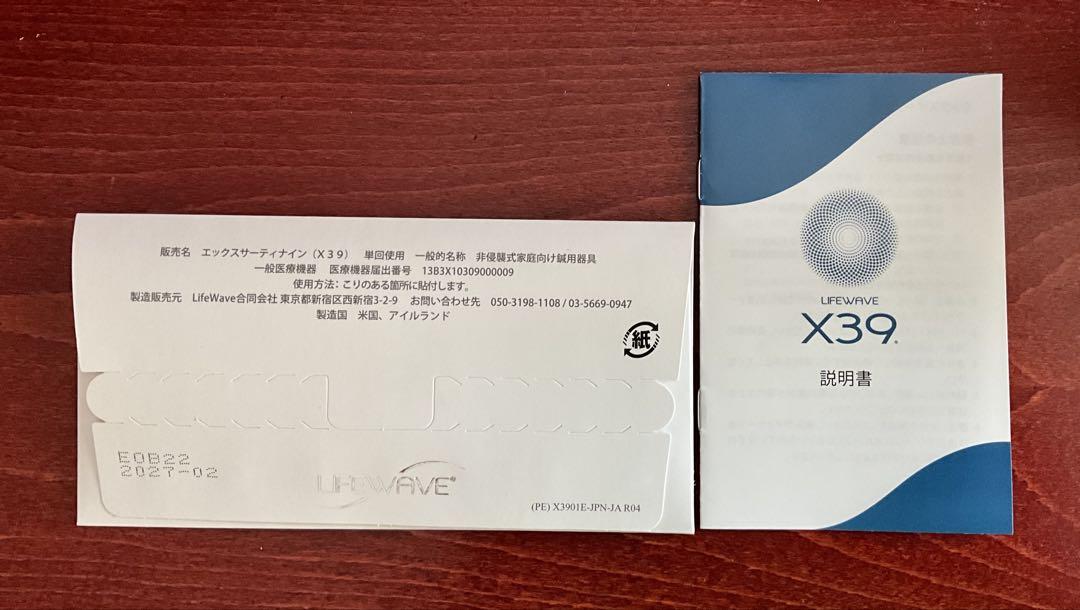 販売名 エックスサーティナイン（X39） 単回使用 一般的名称 非侵襲式家庭向け鍼用器具
一般医療機器 医療機器届出番号 13B3X10309000009
使用方法：こりのある箇所に貼付します。
製造販売元 LifeWave合同会社 東京都新宿区西新宿3-2-9 お問い合わせ先 050-3198-1108 / 03-5669-0947
製造国 米国、アイルランド
紙
E0B22
2027-02
LIFEWAVE®
(PE) X3901E-JPN-JA R04
LIFEWAVE
X39®
説明書